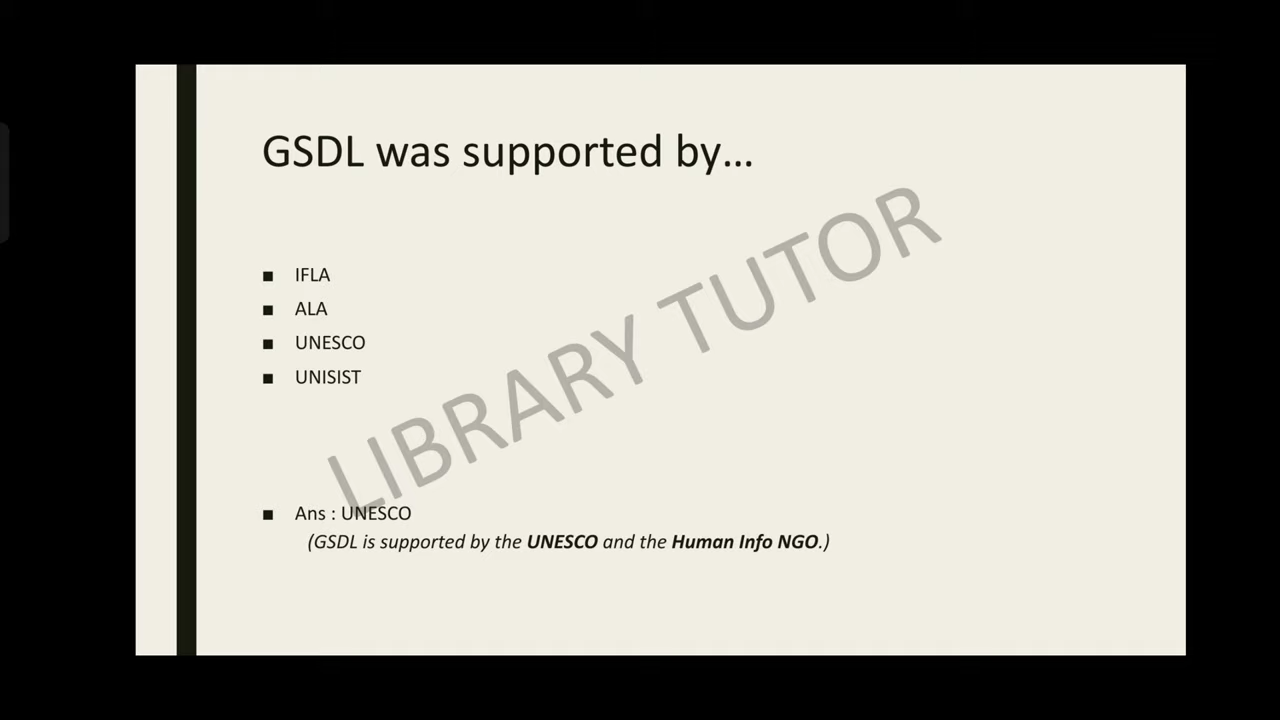 GSDL was supported by...
■ IFLA
■ ALA
■ UNESCO
■ UNISIST
LIBRARY TUTOR
■ Ans : UNESCO
(GSDL is supported by the UNESCO and the Human Info NGO.)